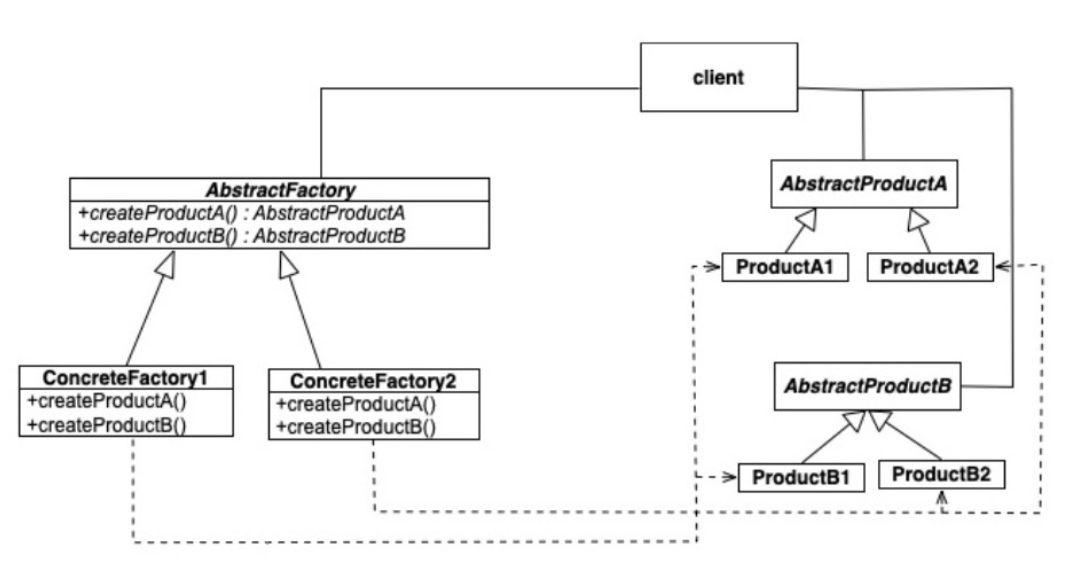 client
AbstractFactory
+createProductA() : AbstractProductA
+createProductB() : AbstractProductB
AbstractProductA
ProductA1
ProductA2
ConcreteFactory1
+createProductA()
+createProductB()
ConcreteFactory2
+createProductA()
+createProductB()
AbstractProductB
ProductB1
ProductB2